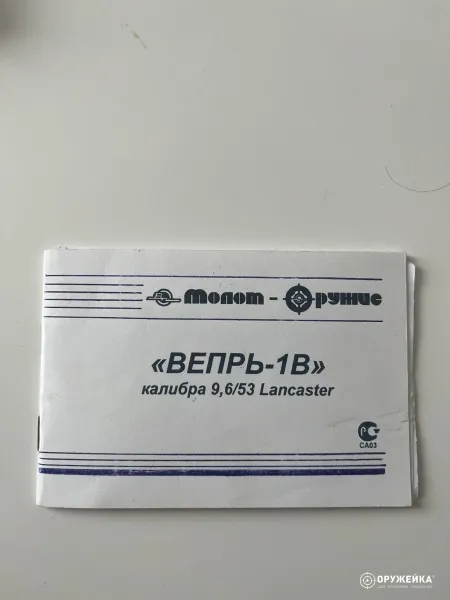 Молот - Оружие
«ВЕПРЬ-1В»
калибра 9,6/53 Lancaster
СА03
ОРУЖЕЙКА